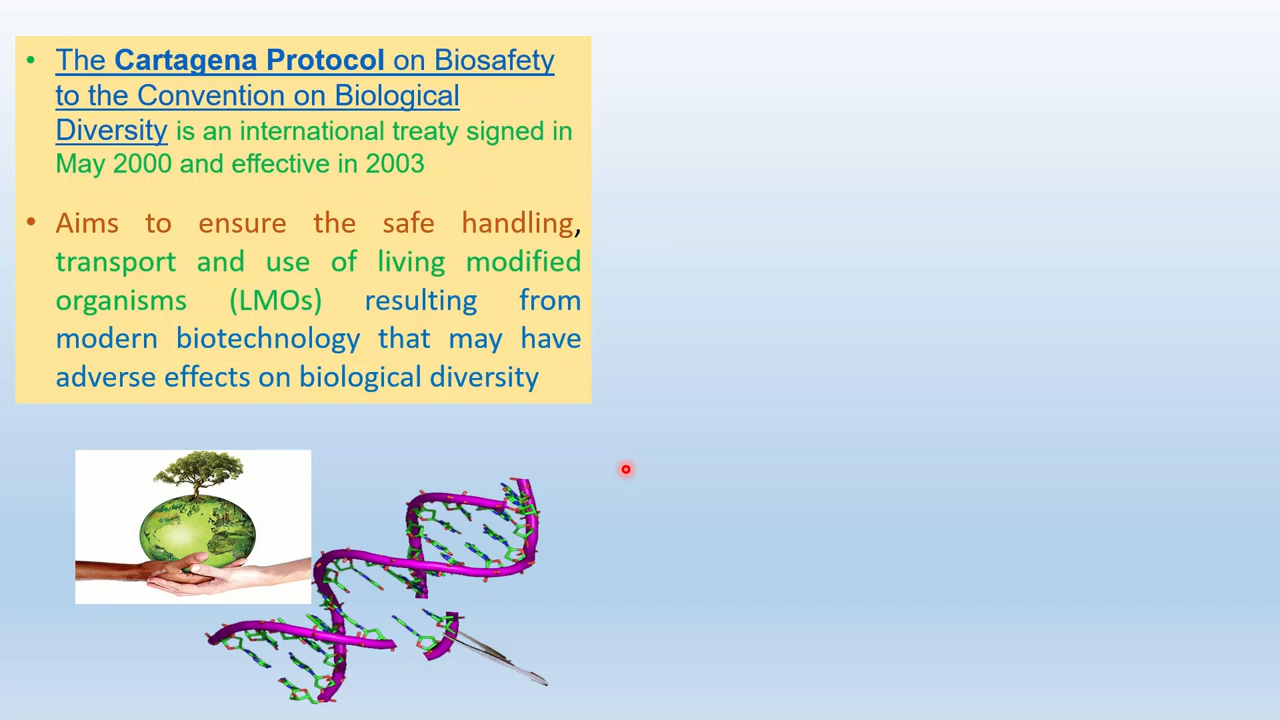 • The Cartagena Protocol on Biosafety
to the Convention on Biological
Diversity is an international treaty signed in
May 2000 and effective in 2003
• Aims to ensure the safe handling,
transport and use of living modified
organisms (LMOs) resulting from
modern biotechnology that may have
adverse effects on biological diversity